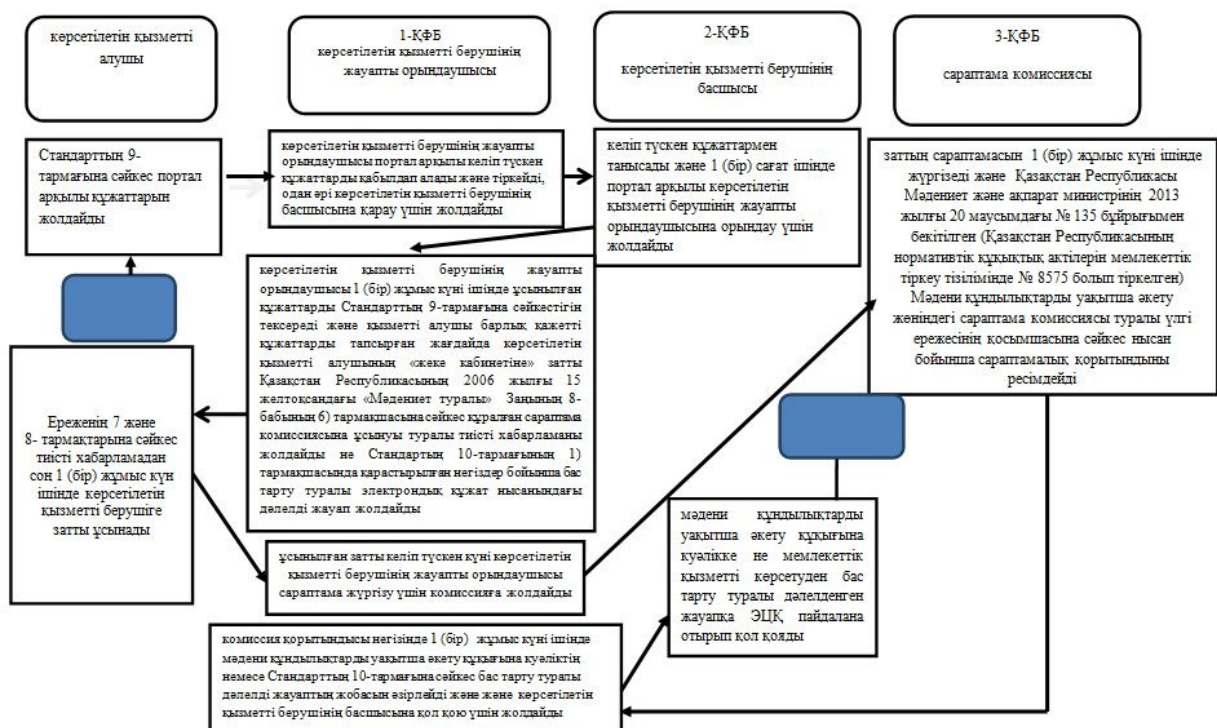 көрсетілетін қызметті
алушы
1-ҚФБ
көрсетілетін қызметті берушінің
жауапты орындаушысы
2-ҚФБ
көрсетілетін қызметті берушінің
басшысы
3-ҚФБ
сараптама комиссиясы
Стандарттың 9-
тармағына сәйкес портал
арқылы құжаттарын
жолдайды
көрсетілетін қызметті берушінің жауапты
орындаушысы портал арқылы келіп түскен
құжаттарды қабылдап алады және тіркейді,
одан әрі көрсетілетін қызметті берушінің
басшысына қарау үшін жолдайды
келіп түскен құжаттармен
танысады және 1 (бір) сағат ішінде
портал арқылы көрсетілетін
қызметті берушінің жауапты
орындаушысына орындау үшін
жолдайды
заттың сараптамасын 1 (бір) жұмыс күні ішінде
жүргізеді және Қазақстан Республикасы
Мәдениет және ақпарат министрінің 2013
жылғы 20 маусымдағы № 135 бұйрығымен
бекітілген (Қазақстан Республикасының
нормативтік құқықтық актілерін мемлекеттік
тіркеу тізілімінде № 8575 болып тіркелген)
Мәдени құндылықтарды уақытша әкету
жөніндегі сараптама комиссиясы туралы үлгі
ережесінің қосымшасына сәйкес нысан
бойынша сараптамалық қорытындыны
ресімдейді
көрсетілетін қызметті берушінің жауапты
орындаушысы 1 (бір) жұмыс күні ішінде ұсынылған
құжаттарды Стандарттың 9-тармағына сәйкестігін
тексереді және қызметті алушы барлық қажетті
құжаттарды тапсырған жағдайда көрсетілетін
қызметті алушының «жеке кабинетіне» затты
Қазақстан Республикасының 2006 жылғы 15
желтоқсандағы «Мәдениет туралы» Заңының 8-
бабының 6) тармақшасына сәйкес құралған сараптама
комиссиясына ұсынуы туралы тиісті хабарламаны
жолдайды не Стандартың 10-тармағының 1)
тармақшасында қарастырылған негіздер бойынша бас
тарту туралы электрондық құжат нысанындағы
дәлелді жауап жолдайды
Ереженің 7 және
8- тармақтарына сәйкес
тиісті хабарламадан
соң 1 (бір) жұмыс күн
ішінде көрсетілетін
қызметті берушіге
затты ұсынады
ұсынылған затты келіп түскен күні көрсетілетін
қызметті берушінің жауапты орындаушысы
сараптама жүргізу үшін комиссияға жолдайды
мәдени құндылықтарды
уақытша әкету құқығына
куәлікке не мемлекеттік
қызметті көрсетуден бас
тарту туралы дәлелденген
жауапқа ЭЦҚ пайдалана
отырып қол қояды
комиссия қорытындысы негізінде 1 (бір) жұмыс күні ішінде
мәдени құндылықтарды уақытша әкету құқығына куәліктің
немесе Стандарттың 10-тармағына сәйкес бас тарту туралы
дәлелді жауаптың жобасын әзірлейді және және көрсетілетін
қызметті берушінің басшысына қол қою үшін жолдайды